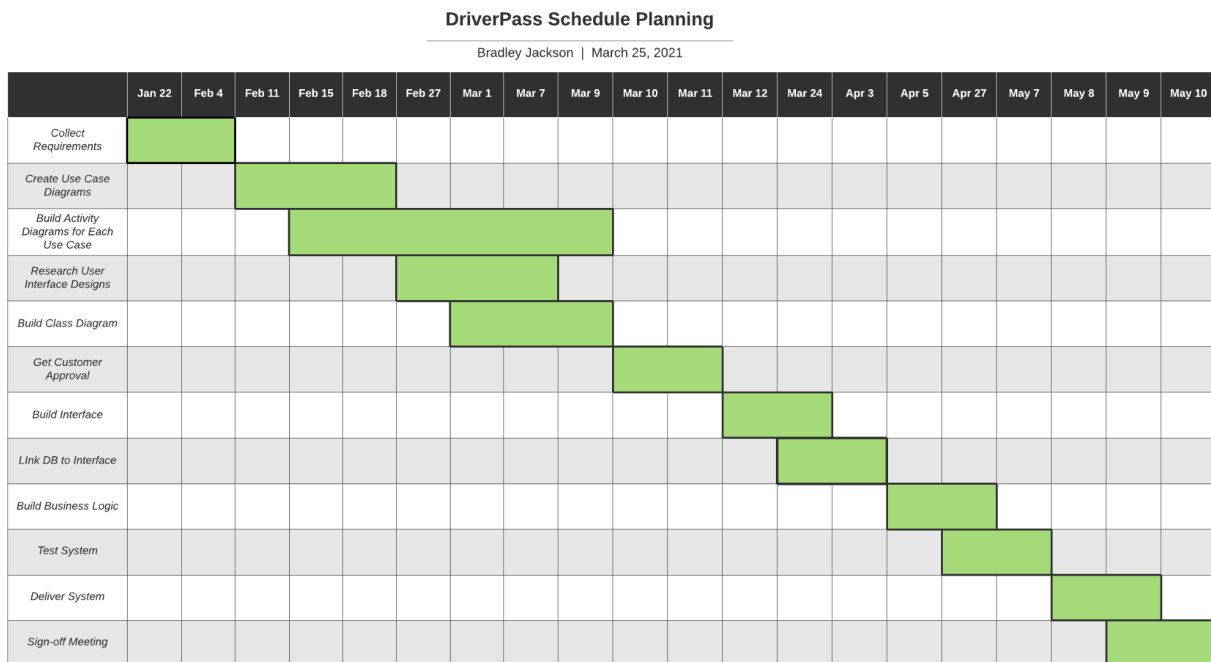 DriverPass Schedule Planning
Bradley Jackson | March 25, 2021
Jan 22 Feb 4 Feb 11 Feb 15 Feb 18 Feb 27 Mar 1 Mar 7 Mar 9 Mar 10 Mar 11 Mar 12 Mar 24 Apr 3 Apr 5 Apr 27 May 7 May 8 May 9 May 10
Collect
Requirements
Create Use Case
Diagrams
Build Activity
Diagrams for Each
Use Case
Research User
Interface Designs
Build Class Diagram
Get Customer
Approval
Build Interface
LInk DB to Interface
Build Business Logic
Test System
Deliver System
Sign-off Meeting